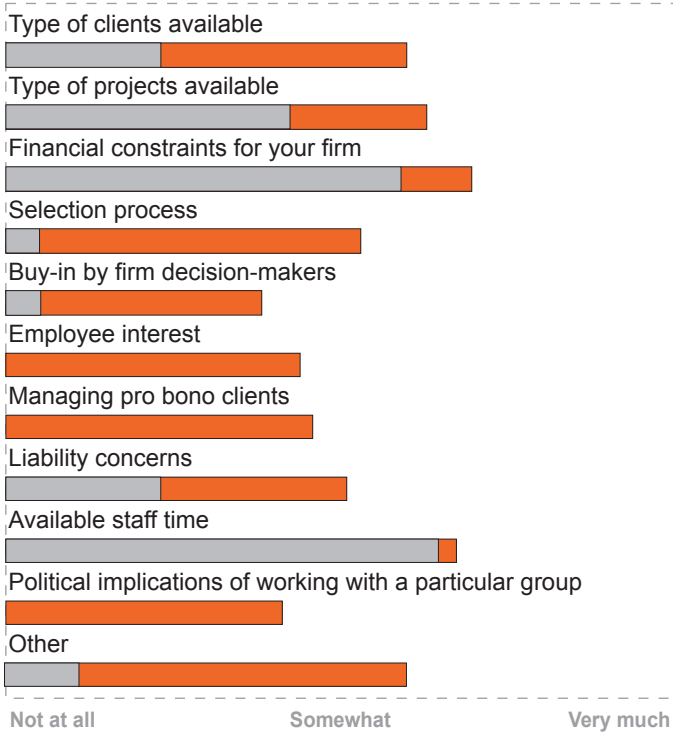 Type of clients available
Type of projects available
Financial constraints for your firm
Selection process
Buy-in by firm decision-makers
Employee interest
Managing pro bono clients
Liability concerns
Available staff time
Political implications of working with a particular group
Other
Not at all Somewhat Very much